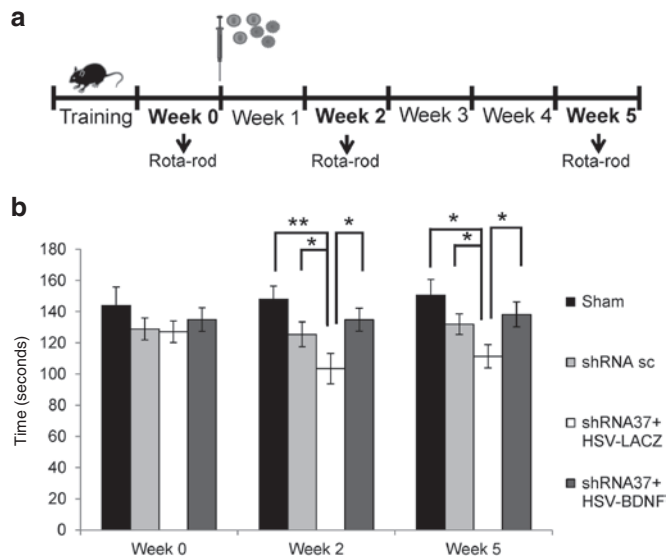 a
Training Week 0 Week 1 Week 2 Week 3 Week 4 Week 5
Rota-rod Rota-rod Rota-rod
b
Time (seconds)
180
160
140
120
100
80
60
40
20
0
** * *
* * *
Week 0 Week 2 Week 5
Sham
shRNA sc
shRNA37+
HSV-LACZ
shRNA37+
HSV-BDNF